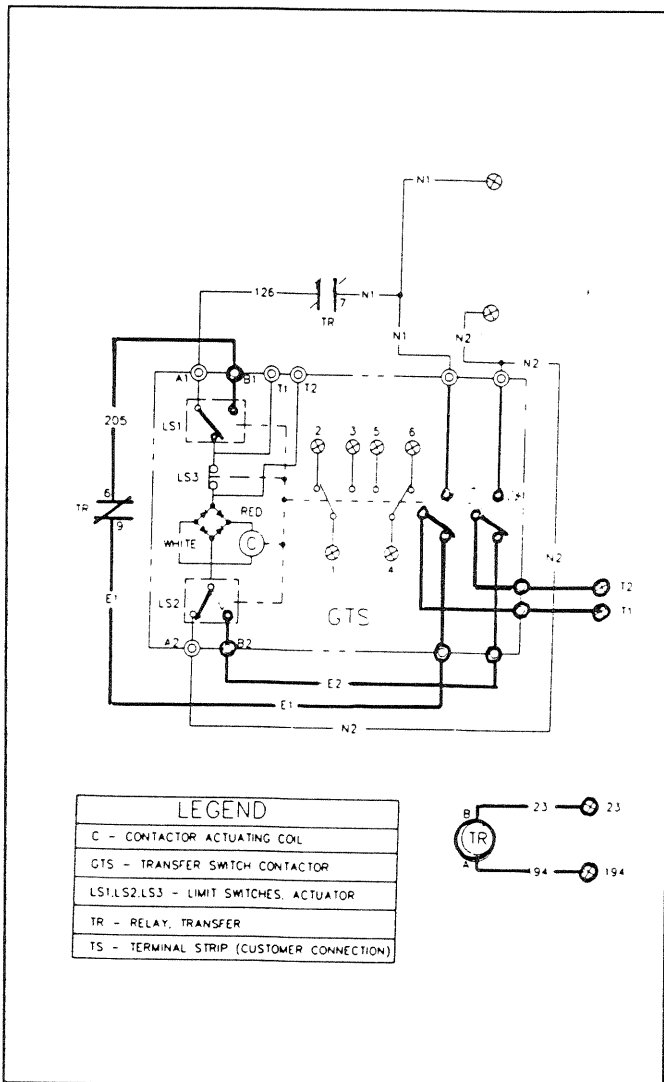 N1
126
7
N1
TR
N1
N2
N2
A1
B1
T1
T2
205
LS1
2
3
5
6
LS3
6
TR
9
RED
WHITE
C
N2
E1
1
4
LS2
GTS
T2
T1
A2
B2
E2
E1
N2
LEGEND
C - CONTACTOR ACTUATING COIL
GTS - TRANSFER SWITCH CONTACTOR
LS1,LS2,LS3 - LIMIT SWITCHES, ACTUATOR
TR - RELAY, TRANSFER
TS - TERMINAL STRIP (CUSTOMER CONNECTION)
B
23
23
TR
A
194
194